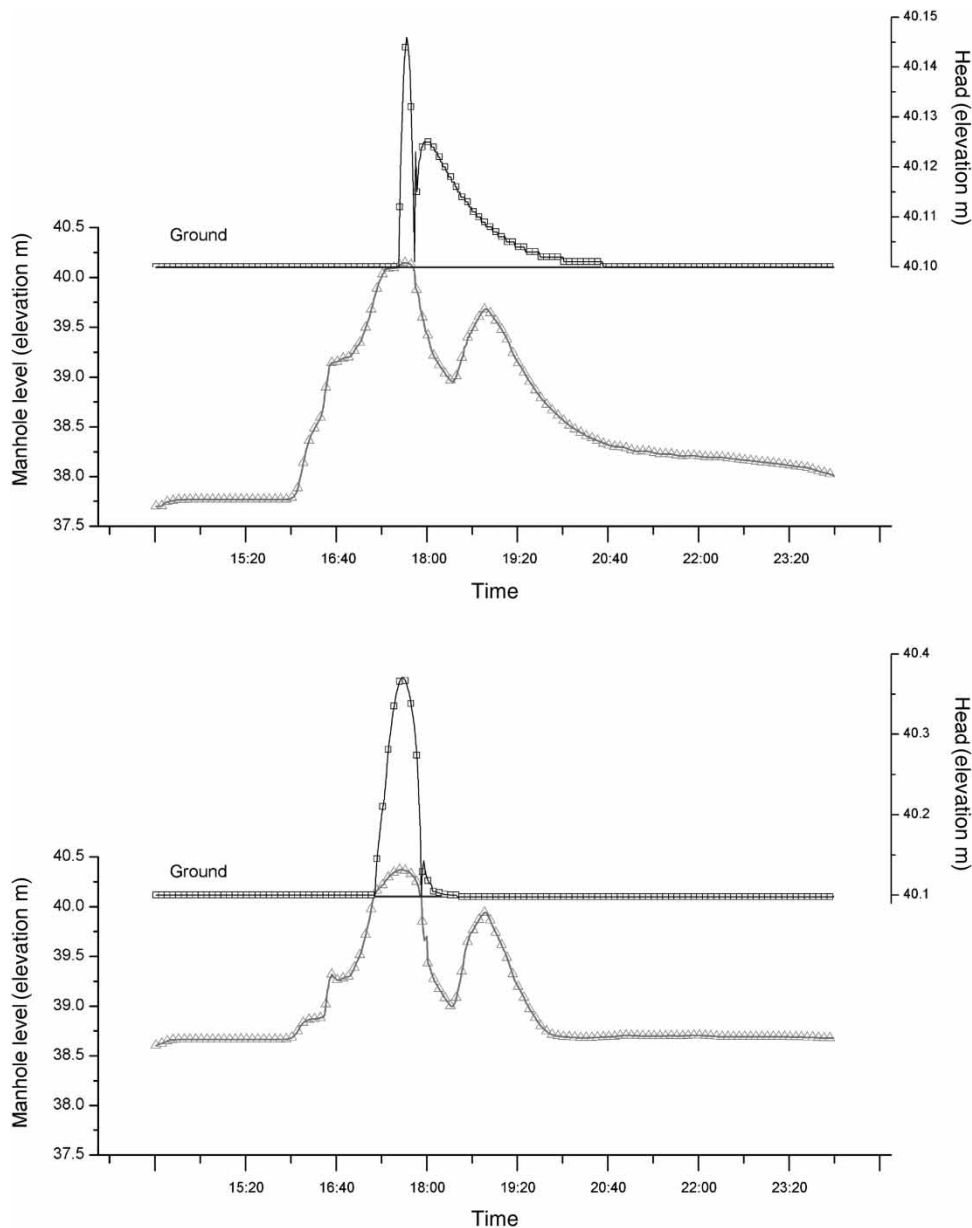 40.15
40.14
40.13
40.12
40.11
40.10
Head (elevation m)
Ground
40.5
40.0
39.5
39.0
38.5
38.0
37.5
Manhole level (elevation m)
15:20 16:40 18:00 19:20 20:40 22:00 23:20
Time
40.4
40.3
40.2
40.1
Head (elevation m)
Ground
40.5
40.0
39.5
39.0
38.5
38.0
37.5
Manhole level (elevation m)
15:20 16:40 18:00 19:20 20:40 22:00 23:20
Time